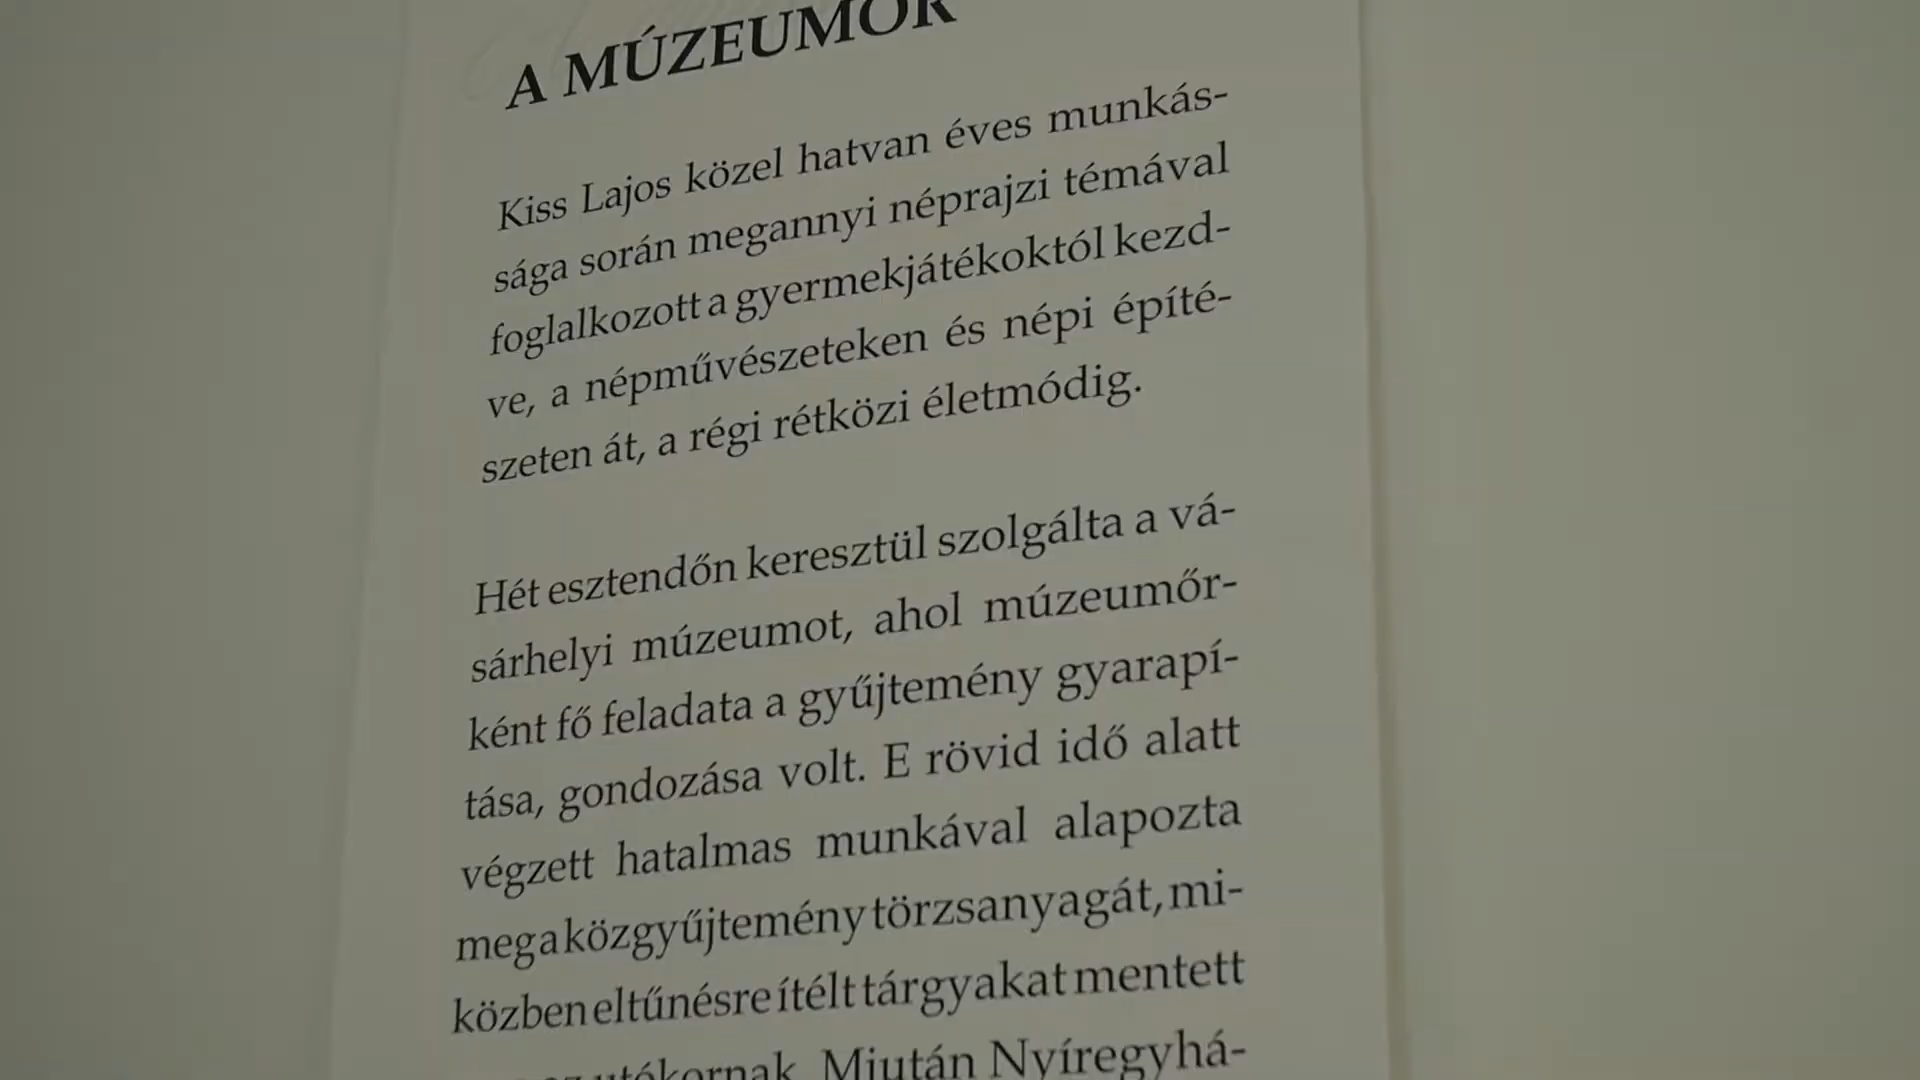 A MÚZEUMŐR
Kiss Lajos közel hatvan éves munkás-
sága során megannyi néprajzi témával
foglalkozott a gyermekjátékoktól kezd-
ve, a népművészeteken és népi építé-
szeten át, a régi rétközi életmódig.
Hét esztendőn keresztül szolgálta a vá-
sárhelyi múzeumot, ahol múzeumőr-
ként fő feladata a gyűjtemény gyarapí-
tása, gondozása volt. E rövid idő alatt
végzett hatalmas munkával alapozta
meg a közgyűjtemény törzsanyagát, mi-
közben eltűnésre ítélt tárgyakat mentett
utókornak. Miután Nyíregyhá-